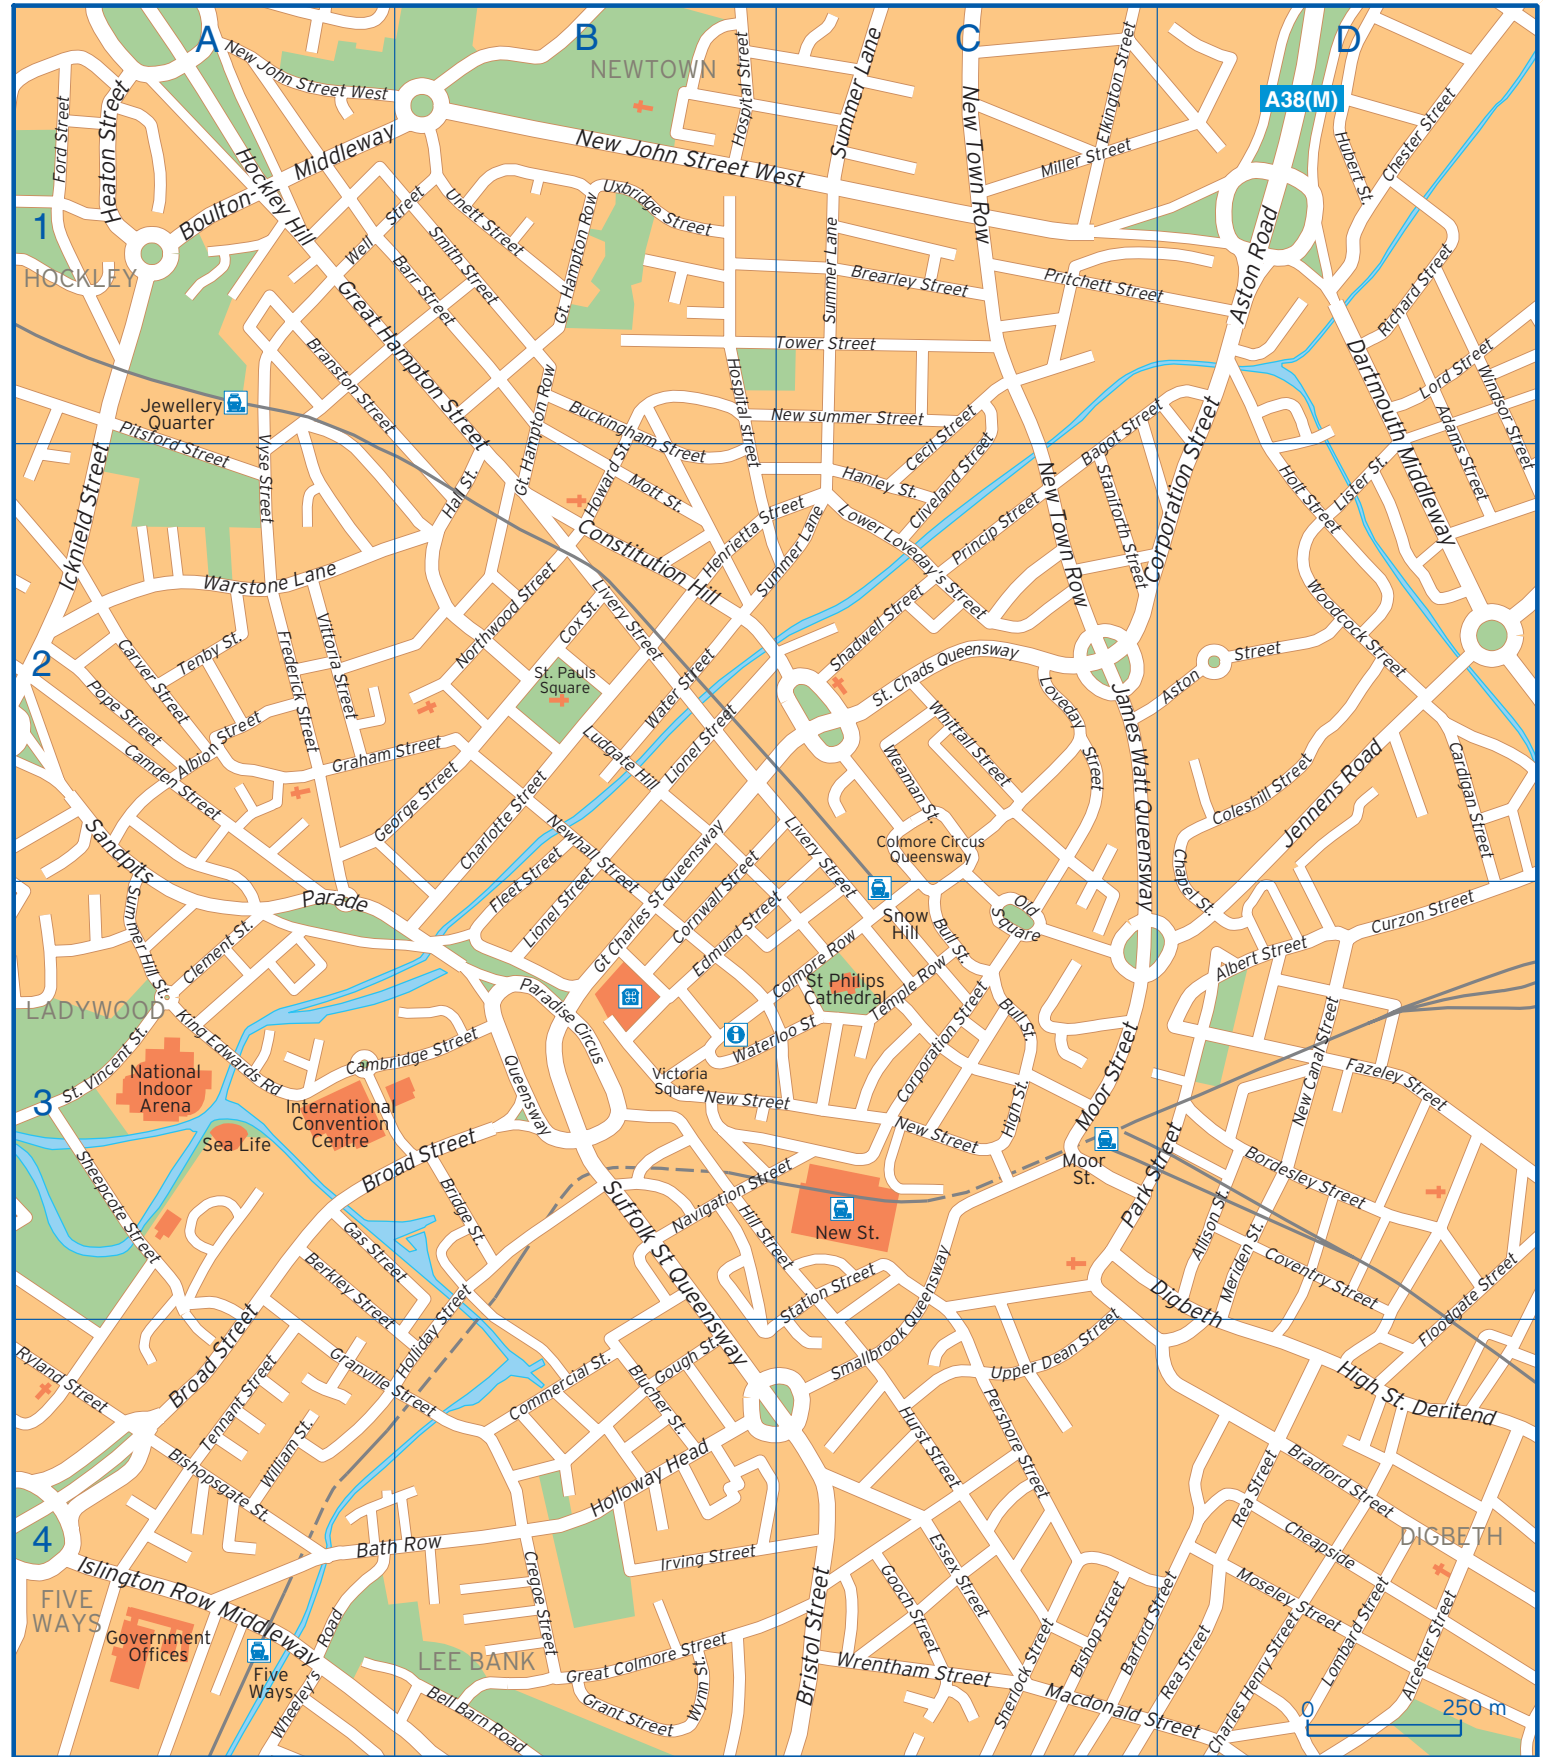 A
B
C
D
New John Street West
NEWTOWN
Hospital Street
Summer Lane
New Town Row
Elkington Street
A38(M)
Ford Street
Heaton Street
Boulton Middleway
Hockley Hill
New John Street West
Miller Street
Hubert St.
Chester Street
1
HOCKLEY
Well Street
Unett Street
Smith Street
Barr Street
Gt. Hampton Row
Uxbridge Street
Summer Lane
Brearley Street
Pritchett Street
Aston Road
Richard Street
Great Hampton Street
Branston Street
Tower Street
Dartmouth Middleway
Lord Street
Windsor Street
Adams Street
Jewellery
Quarter
Pitsford Street
Vyse Street
Gt. Hampton Row
Buckingham Street
Hospital street
New summer Street
Cecil Street
Cliveland Street
Bagot Street
Corporation Street
Icknield Street
Hall St.
Howard St.
Mott St.
Hanley St.
New Town Row
Staniforth Street
Holt Street
Lister St.
Constitution Hill
Henrietta Street
Summer Lane
Lower Loveday's Street
Princip Street
Warstone Lane
Northwood Street
Livery Street
Cox St.
Shadwell Street
Woodcock Street
2
Carver Street
Tenby St.
Frederick Street
Vittoria Street
St. Pauls
Square
Water Street
St. Chads Queensway
Loveday Street
Aston Street
James Watt Queensway
Pope Street
Albion Street
Camden Street
Graham Street
George Street
Charlotte Street
Ludgate Hill
Lionel Street
Whittall Street
Weaman St.
Coleshill Street
Jennens Road
Cardigan Street
Sandpits
Parade
Newhall Street
Fleet Street
Lionel Street
Gt Charles St Queensway
Cornwall Street
Edmund Street
Livery Street
Colmore Circus
Queensway
Chapel St.
Snow
Hill
Old
Square
Curzon Street
Albert Street
Summer Hill St.
Clement St.
LADYWOOD
Colmore Row
Bull St.
St Philips
Cathedral
Temple Row
Paradise Circus
Waterloo St
Corporation Street
Bull St.
Moor Street
New Canal Street
Fazeley Street
3
St. Vincent St.
King Edwards Rd
National
Indoor
Arena
Cambridge Street
International
Convention
Centre
Sea Life
Queensway
Victoria
Square
New Street
New Street
High St.
Moor
St.
Park Street
Bordesley Street
Allison St.
Meriden St.
Coventry Street
Floodgate Street
Sheepcote Street
Broad Street
Bridge St.
Gas Street
Berkley Street
Holliday Street
Suffolk St Queensway
Navigation Street
Hill Street
New St.
Station Street
Smallbrook Queensway
Digbeth
Upper Dean Street
High St. Deritend
Ryland Street
Broad Street
Granville Street
Tennant Street
William St.
Commercial St.
Blucher St.
Gough St.
Holloway Head
Hurst Street
Pershore Street
Bishopsgate St.
Bradford Street
Rea Street
DIGBETH
4
Bath Row
Islington Row Middleway
FIVE
WAYS
Government
Offices
Five
Ways
Wheeley's Road
Irving Street
Cregoe Street
Essex Street
Gooch Street
Bristol Street
Cheapside
Moseley Street
Lombard Street
Alcester Street
Charles Henry Street
Rea Street
Barford Street
Bishop Street
Sherlock Street
LEE BANK
Great Colmore Street
Grant Street
Wynn St.
Bell Barn Road
Wrentham Street
Macdonald Street
0
250 m